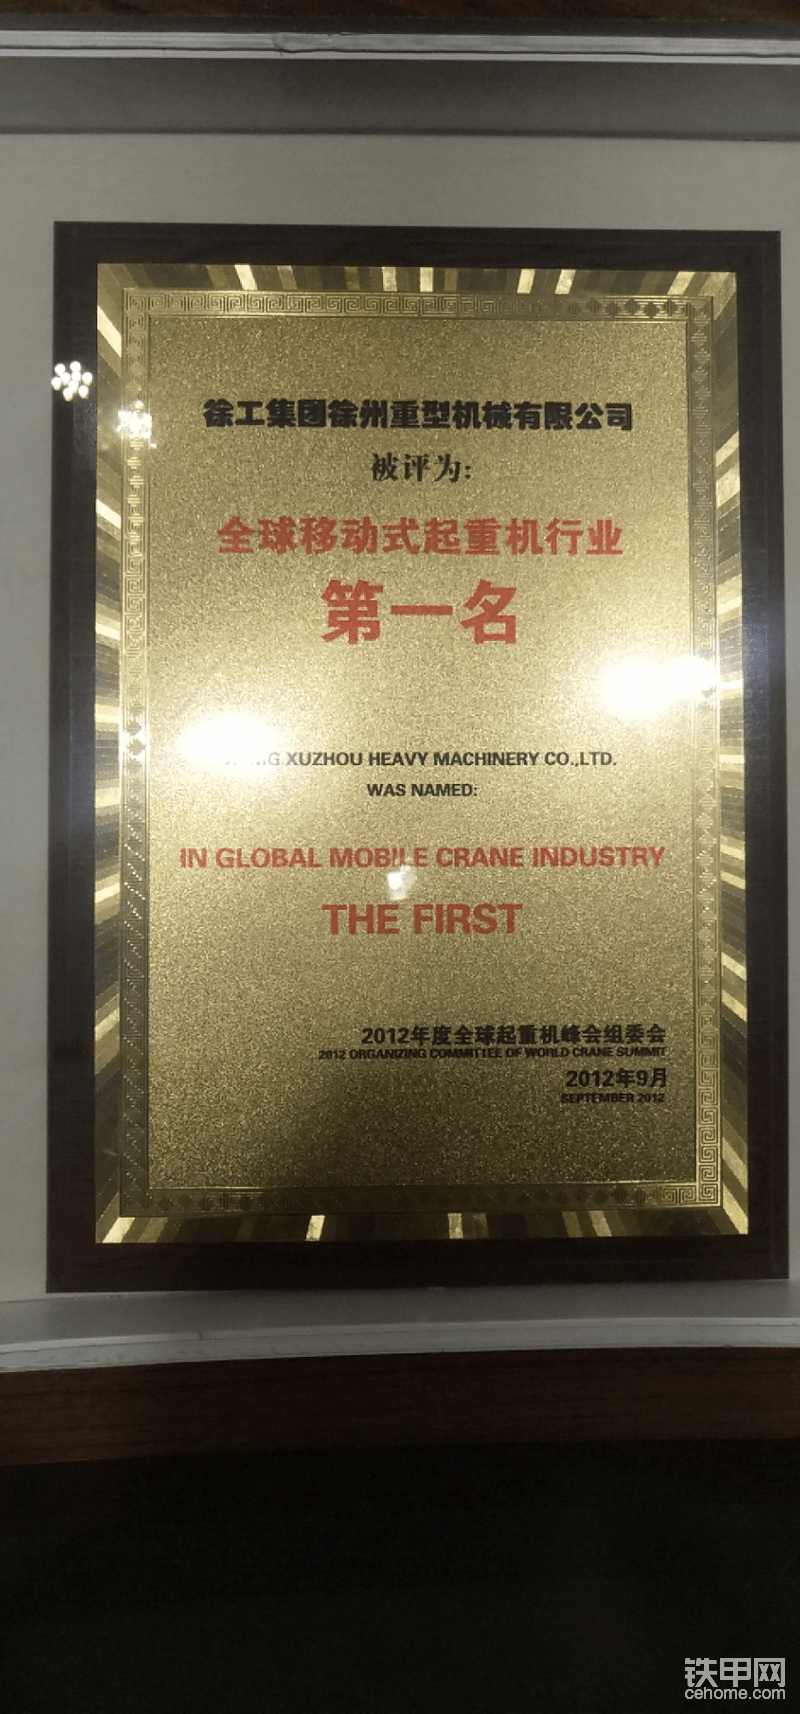 徐工集团徐州重型机械有限公司
被评为:
全球移动式起重机行业
第一名
XUZHOU HEAVY MACHINERY CO.,LTD.
WAS NAMED:
IN GLOBAL MOBILE CRANE INDUSTRY
THE FIRST
2012年度全球起重机峰会组委会
2012 ORGANIZING COMMITTEE OF WORLD CRANE SUMMIT
2012年9月
SEPTEMBER 2012
铁甲网
cehome.com